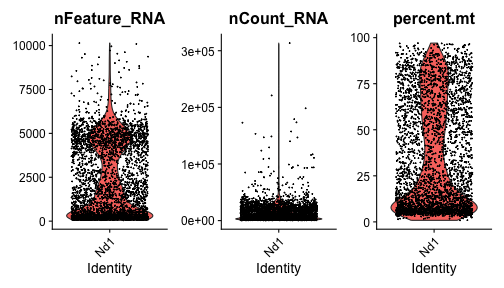 nFeature_RNA
10000
7500
5000
2500
0
Nd1
Identity
nCount_RNA
3e+05
2e+05
1e+05
0e+00
Nd1
Identity
percent.mt
100
75
50
25
0
Nd1
Identity